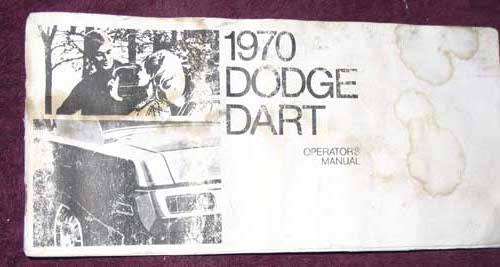 1970
DODGE
DART
OPERATORS
MANUAL